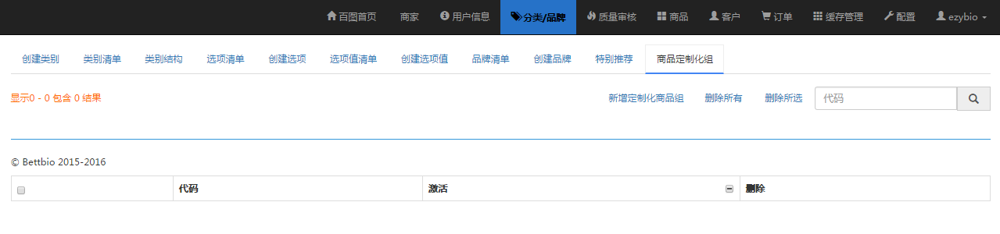 百图首页 商家 用户信息 分类/品牌 质量审核 商品 客户 订单 缓存管理 配置 ezybio
创建类别 类别清单 类别结构 选项清单 创建选项 选项值清单 创建选项值 品牌清单 创建品牌 特别推荐 商品定制化组
显示0 - 0 包含 0 结果 新增定制化商品组 删除所有 删除所选 代码
© Bettbio 2015-2016
代码 激活 删除